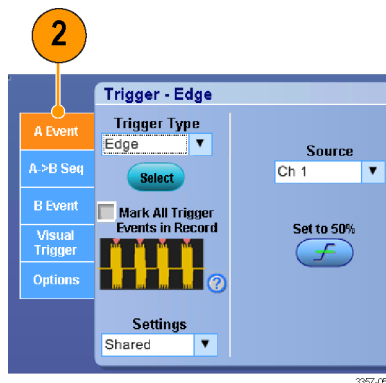 2
Trigger - Edge
A Event
A->B Seq
B Event
Visual
Trigger
Options
Trigger Type
Edge
Select
Mark All Trigger
Events in Record
?
Settings
Shared
Source
Ch 1
Set to 50%